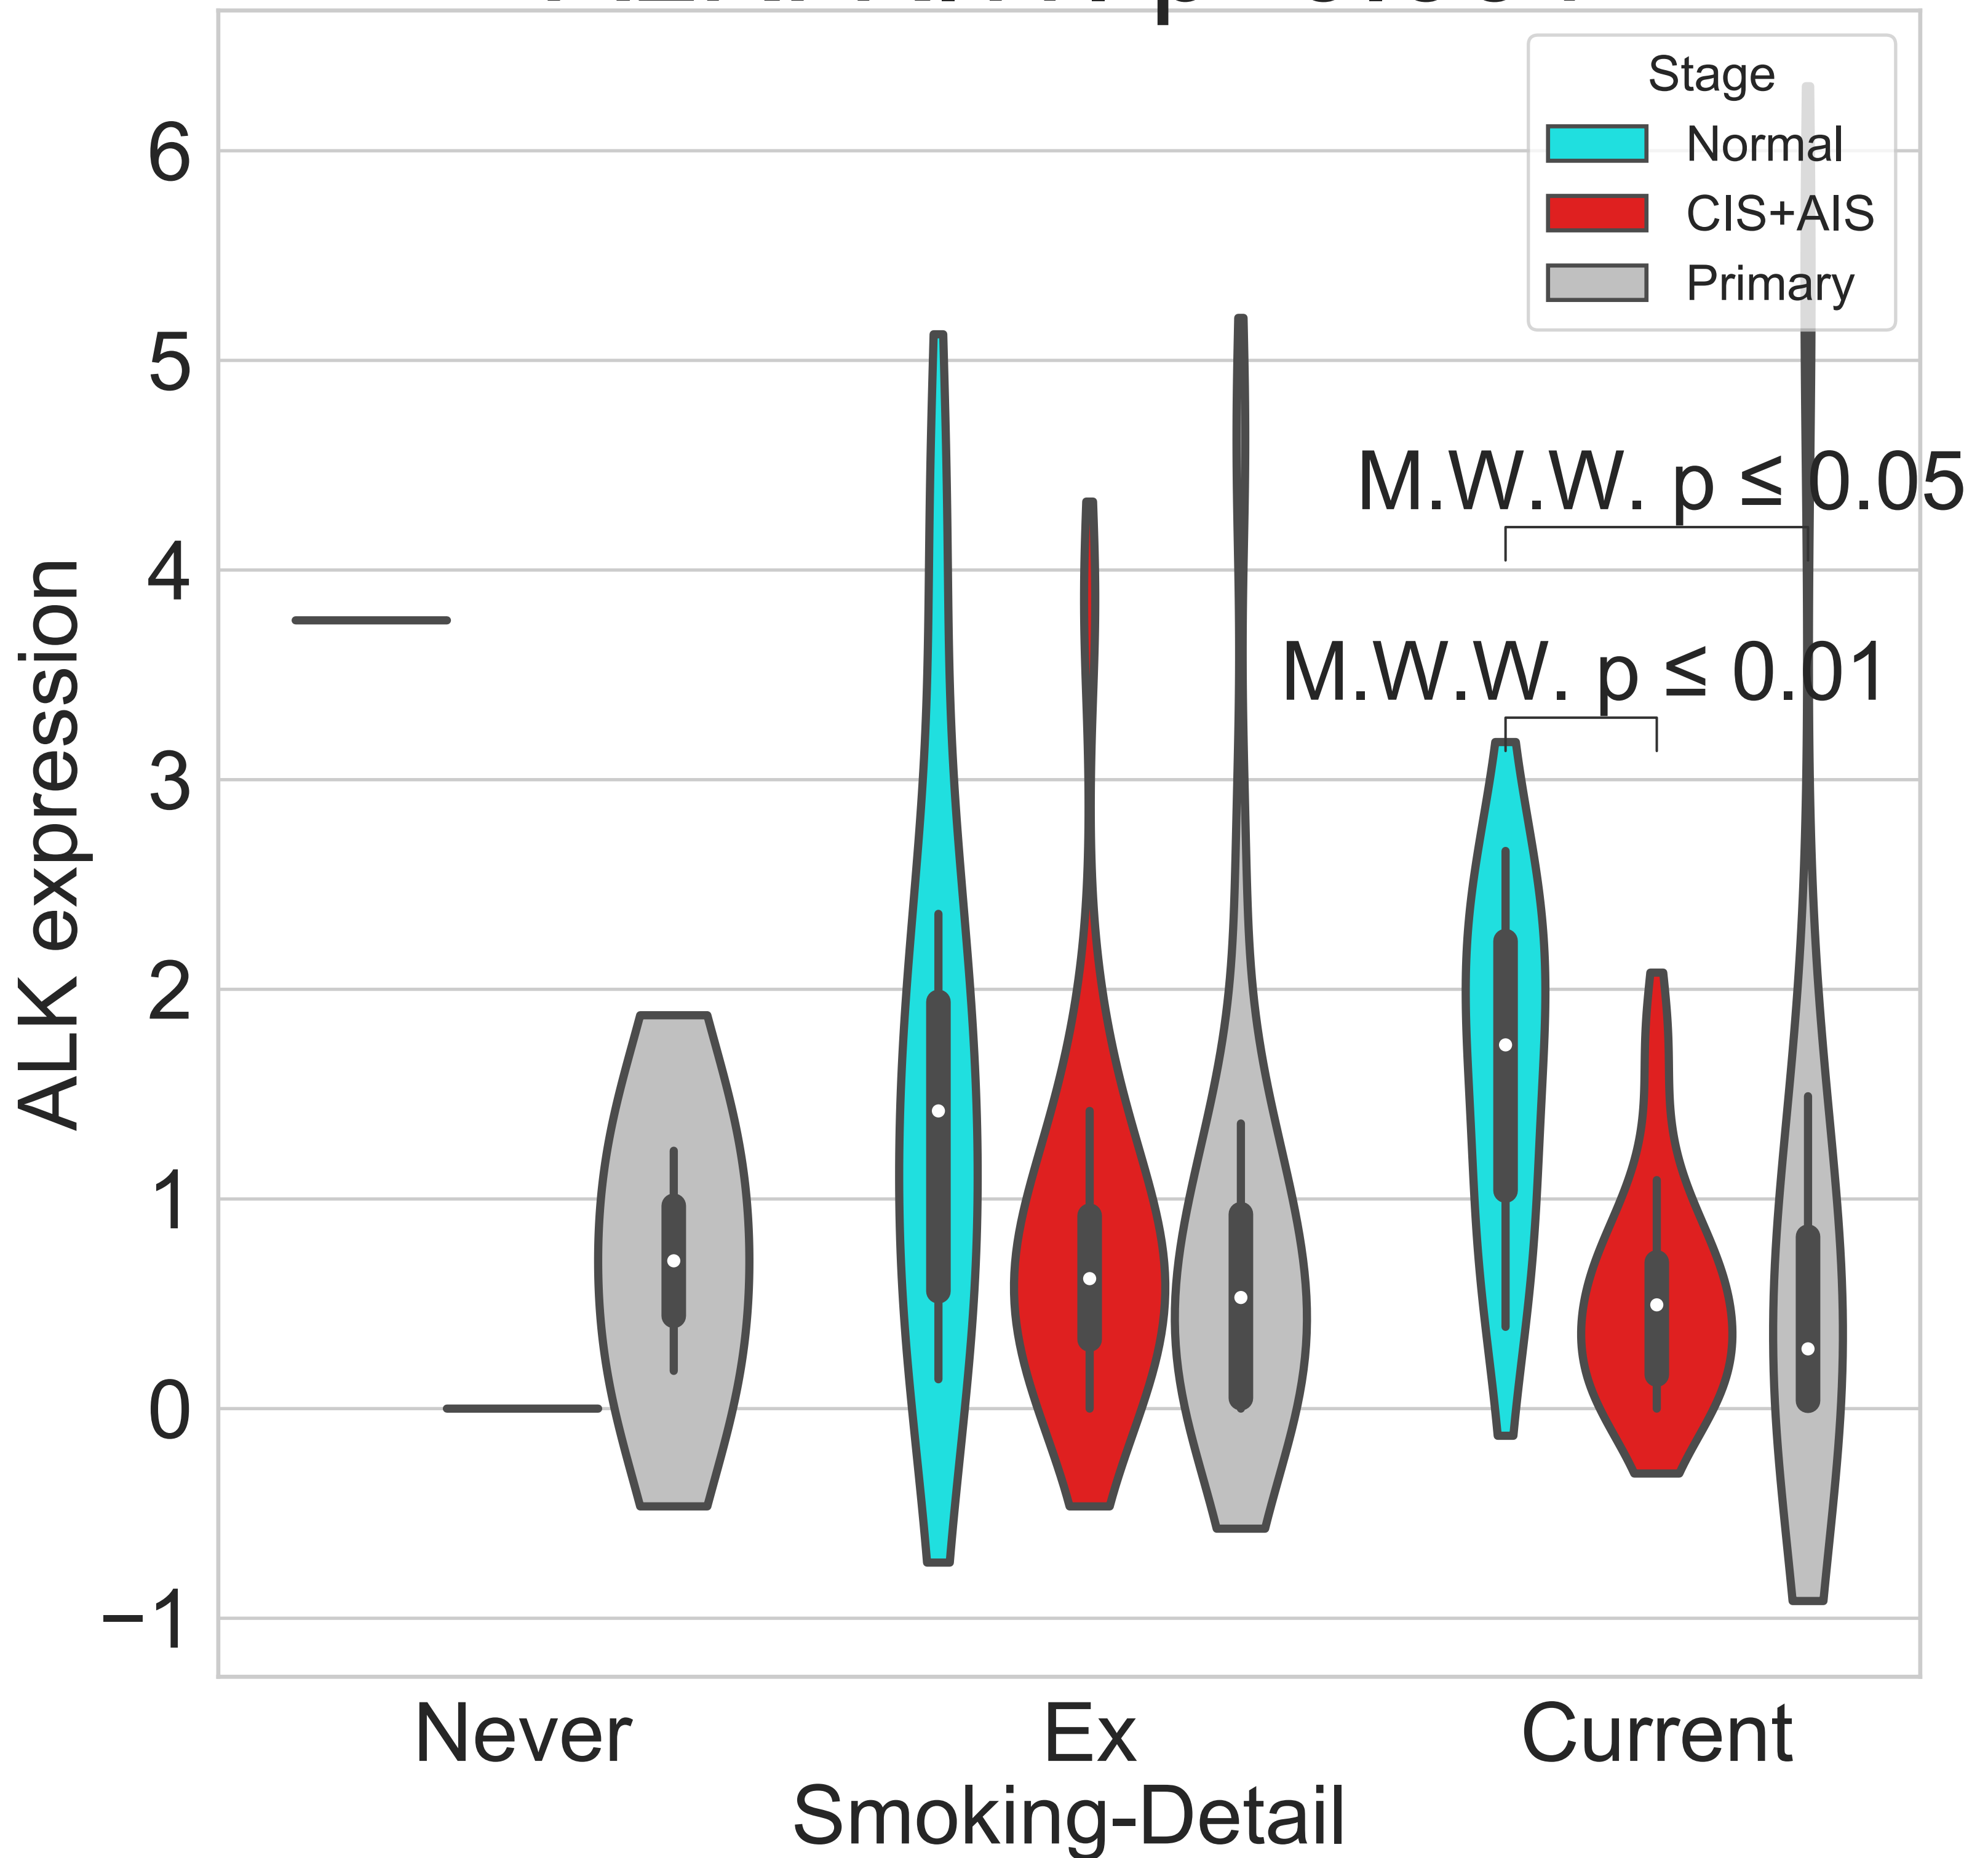 Stage
Normal
CIS+AIS
Primary
6
5
4
3
2
1
0
−1
ALK expression
M.W.W. p ≤ 0.05
M.W.W. p ≤ 0.01
Never
Ex
Current
Smoking-Detail